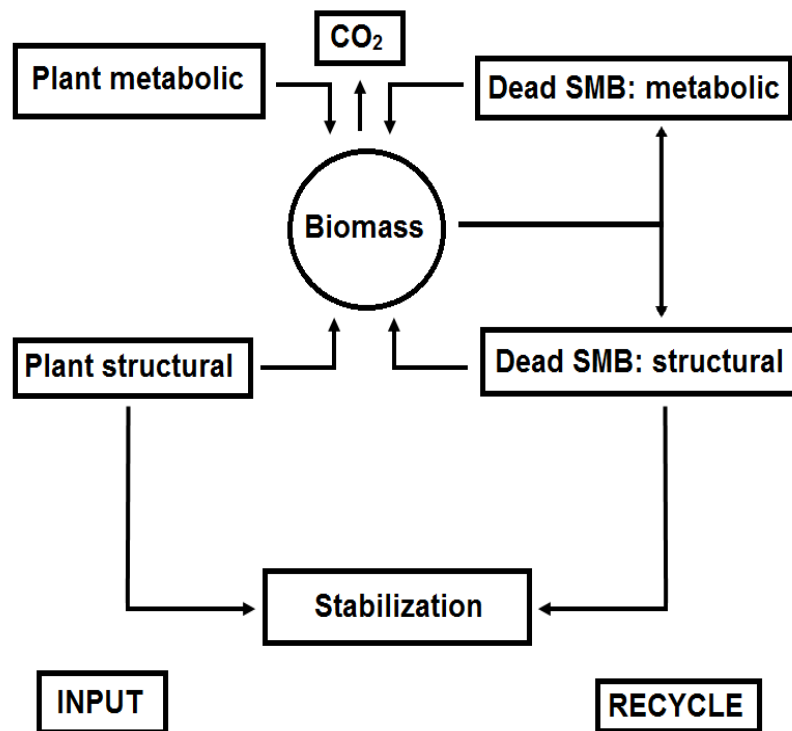 CO₂
Plant metabolic
Dead SMB: metabolic
Biomass
Plant structural
Dead SMB: structural
Stabilization
INPUT
RECYCLE